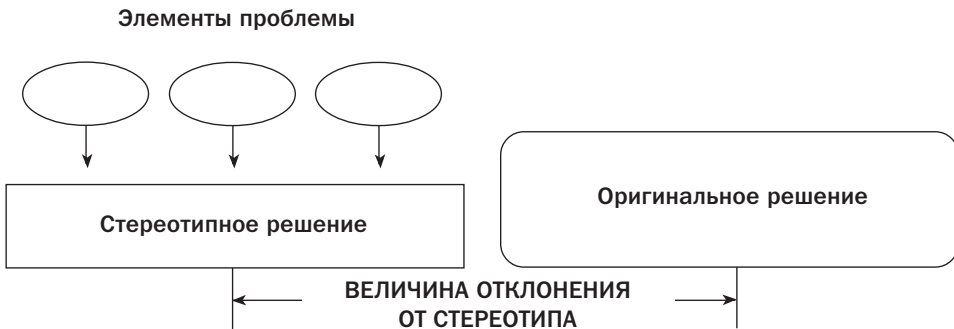 Элементы проблемы
Стереотипное решение
Оригинальное решение
ВЕЛИЧИНА ОТКЛОНЕНИЯ
ОТ СТЕРЕОТИПА